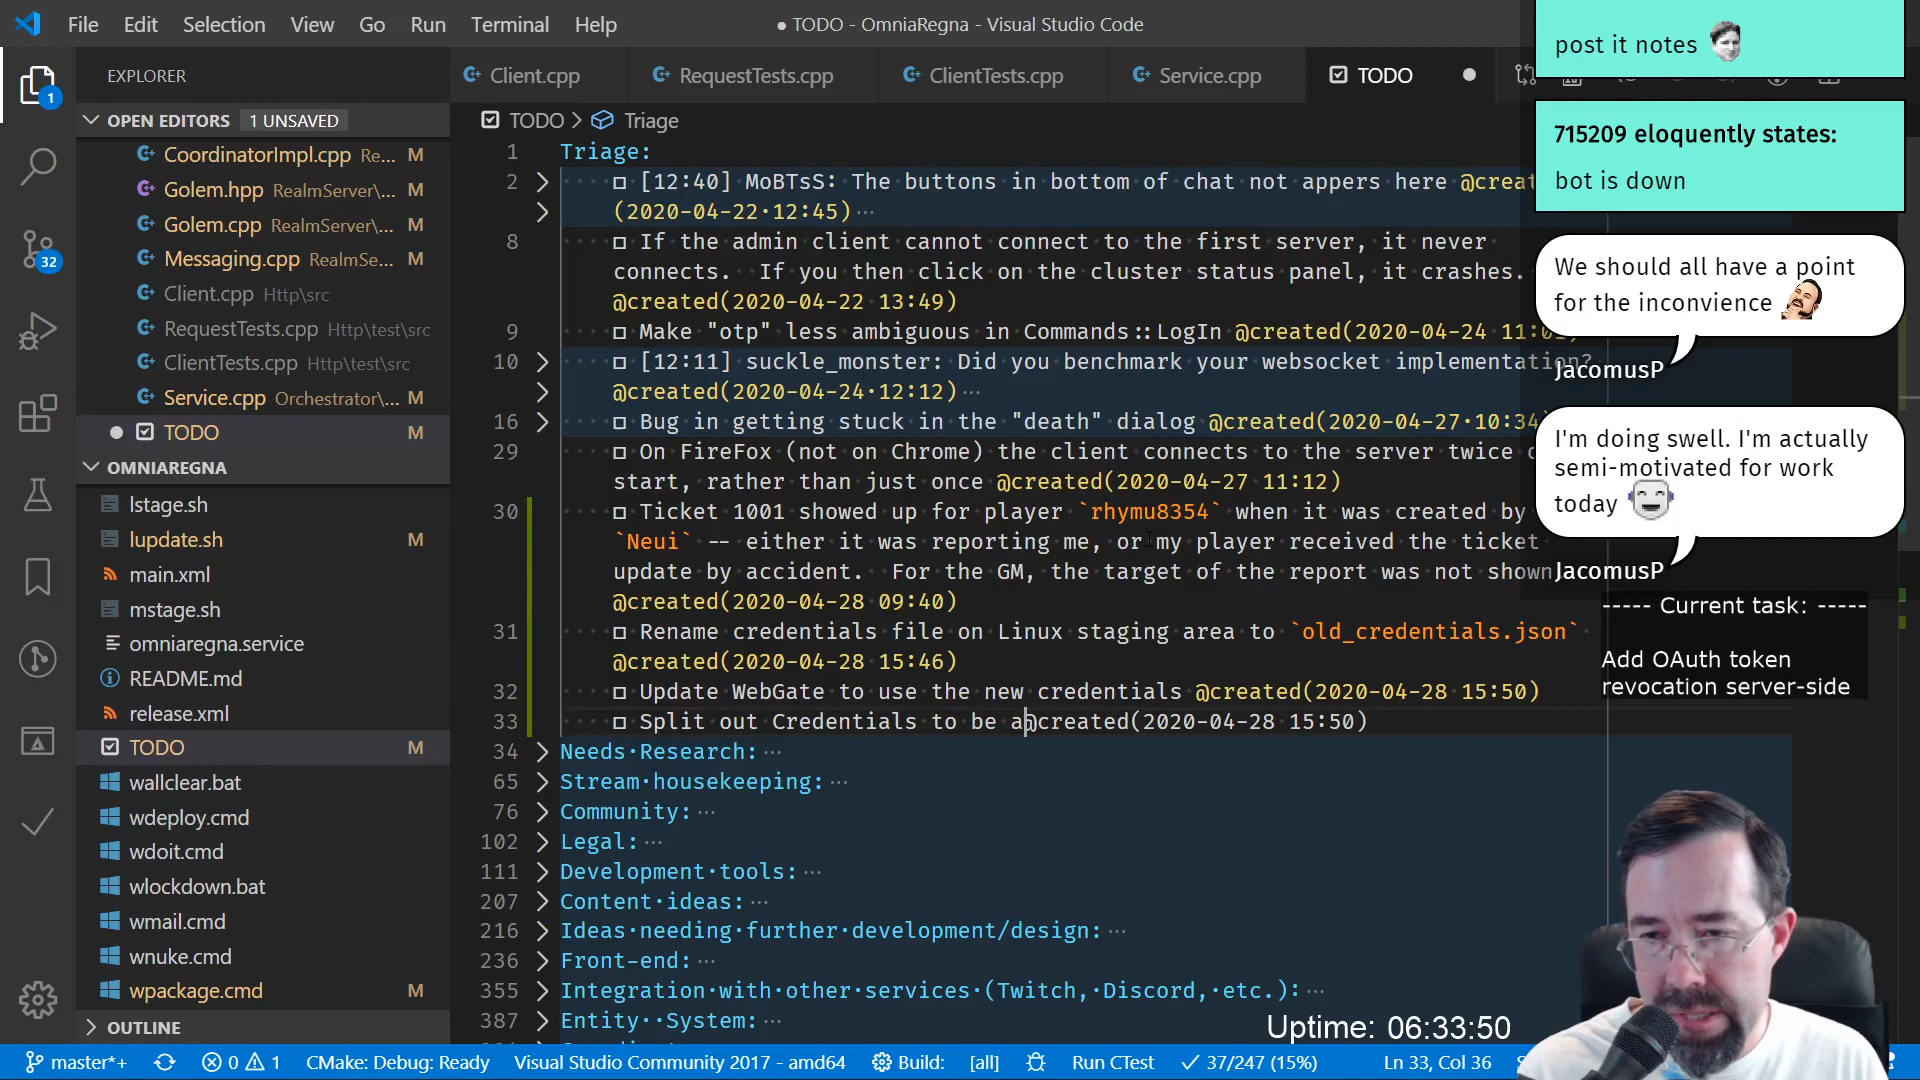 File Edit Selection View Go Run Terminal Help
● TODO - OmniaRegna - Visual Studio Code
EXPLORER
OPEN EDITORS 1 UNSAVED
CoordinatorImpl.cpp Re... M
Golem.hpp RealmServer\... M
Golem.cpp RealmServer\... M
Messaging.cpp RealmSe... M
Client.cpp Http\src
RequestTests.cpp Http\test\src
ClientTests.cpp Http\test\src
Service.cpp Orchestrator\... M
TODO M
OMNIAREGNA
lstage.sh
lupdate.sh M
main.xml
mstage.sh
omniaregna.service
README.md
release.xml
TODO M
wallclear.bat
wdeploy.cmd
wdoit.cmd
wlockdown.bat
wmail.cmd
wnuke.cmd
wpackage.cmd M
OUTLINE
1
32
Client.cpp RequestTests.cpp ClientTests.cpp Service.cpp TODO
TODO > Triage
1 Triage:
2 [12:40] MoBTsS: The buttons in bottom of chat not appers here @creat
(2020-04-22·12:45)···
8 If the admin client cannot connect to the first server, it never
connects. If you then click on the cluster status panel, it crashes.
@created(2020-04-22 13:49)
9 Make "otp" less ambiguous in Commands::LogIn @created(2020-04-24 11:0
10 [12:11] suckle_monster: Did you benchmark your websocket implementation?
@created(2020-04-24·12:12)···
16 Bug in getting stuck in the "death" dialog @created(2020-04-27·10:34
29 On FireFox (not on Chrome) the client connects to the server twice
start, rather than just once @created(2020-04-27 11:12)
30 Ticket 1001 showed up for player `rhymu8354` when it was created by
`Neui` -- either it was reporting me, or my player received the ticket
update by accident. For the GM, the target of the report was not shown
@created(2020-04-28 09:40)
31 Rename credentials file on Linux staging area to `old_credentials.json`
@created(2020-04-28 15:46)
32 Update WebGate to use the new credentials @created(2020-04-28 15:50)
33 Split out Credentials to be a@created(2020-04-28 15:50)
34 Needs·Research:···
65 Stream·housekeeping:···
76 Community:···
102 Legal:···
111 Development·tools:···
207 Content·ideas:···
216 Ideas·needing·further·development/design:···
236 Front-end:···
355 Integration·with·other·services·(Twitch,·Discord,·etc.):···
387 Entity··System:···
post it notes
715209 eloquently states:
bot is down
We should all have a point
for the inconvience
JacomusP
I'm doing swell. I'm actually
semi-motivated for work
today
JacomusP
----- Current task: -----
Add OAuth token
revocation server-side
Uptime: 06:33:50
master*+ 0 1 CMake: Debug: Ready Visual Studio Community 2017 - amd64 Build: [all] Run CTest 37/247 (15%) Ln 33, Col 36